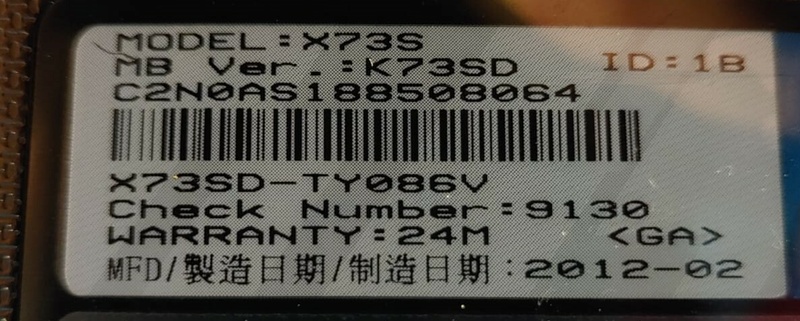 MODEL:X73S
MB Ver.:K73SD ID:1B
C2N0AS188508064
X73SD-TY086V
Check Number:9130
WARRANTY:24M <GA>
MFD/製造日期/制造日期:2012-02